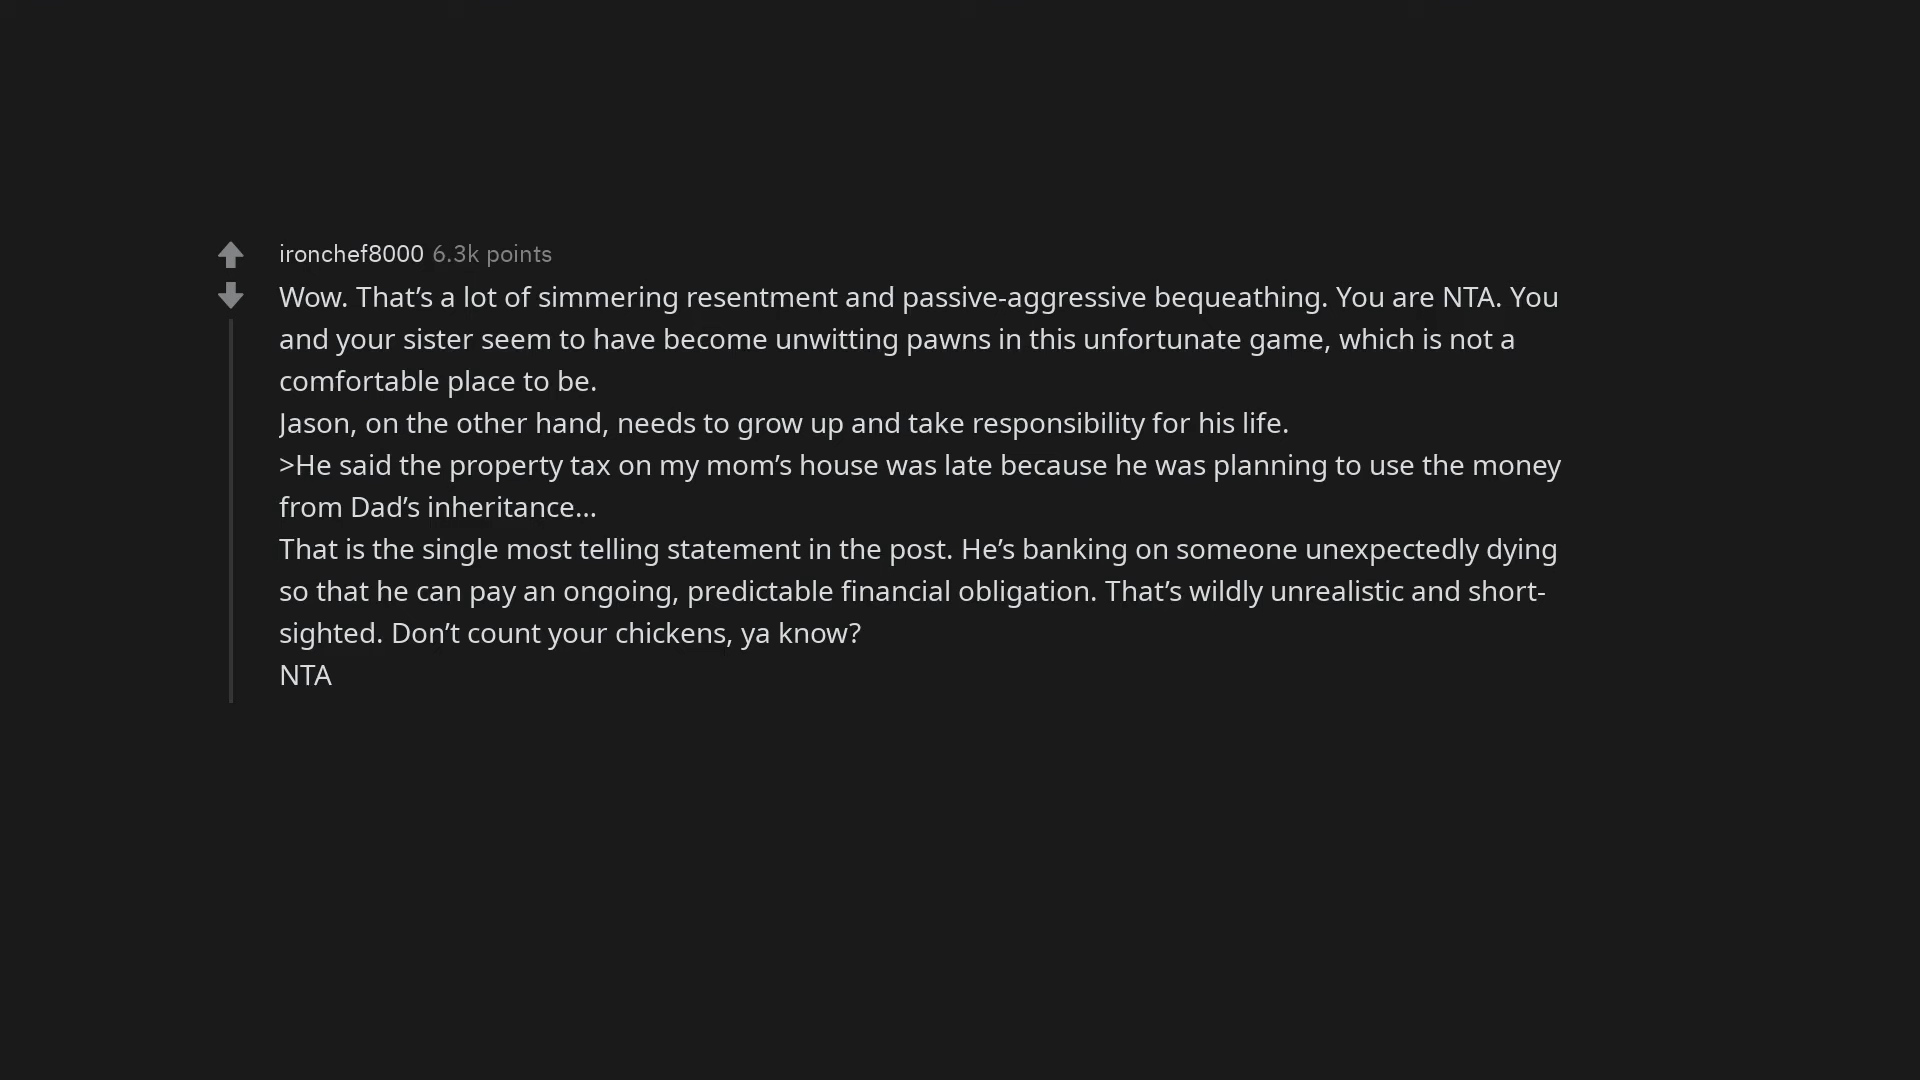 ironchef8000 6.3k points
Wow. That’s a lot of simmering resentment and passive-aggressive bequeathing. You are NTA. You
and your sister seem to have become unwitting pawns in this unfortunate game, which is not a
comfortable place to be.
Jason, on the other hand, needs to grow up and take responsibility for his life.
>He said the property tax on my mom’s house was late because he was planning to use the money
from Dad’s inheritance…
That is the single most telling statement in the post. He’s banking on someone unexpectedly dying
so that he can pay an ongoing, predictable financial obligation. That’s wildly unrealistic and short-
sighted. Don’t count your chickens, ya know?
NTA